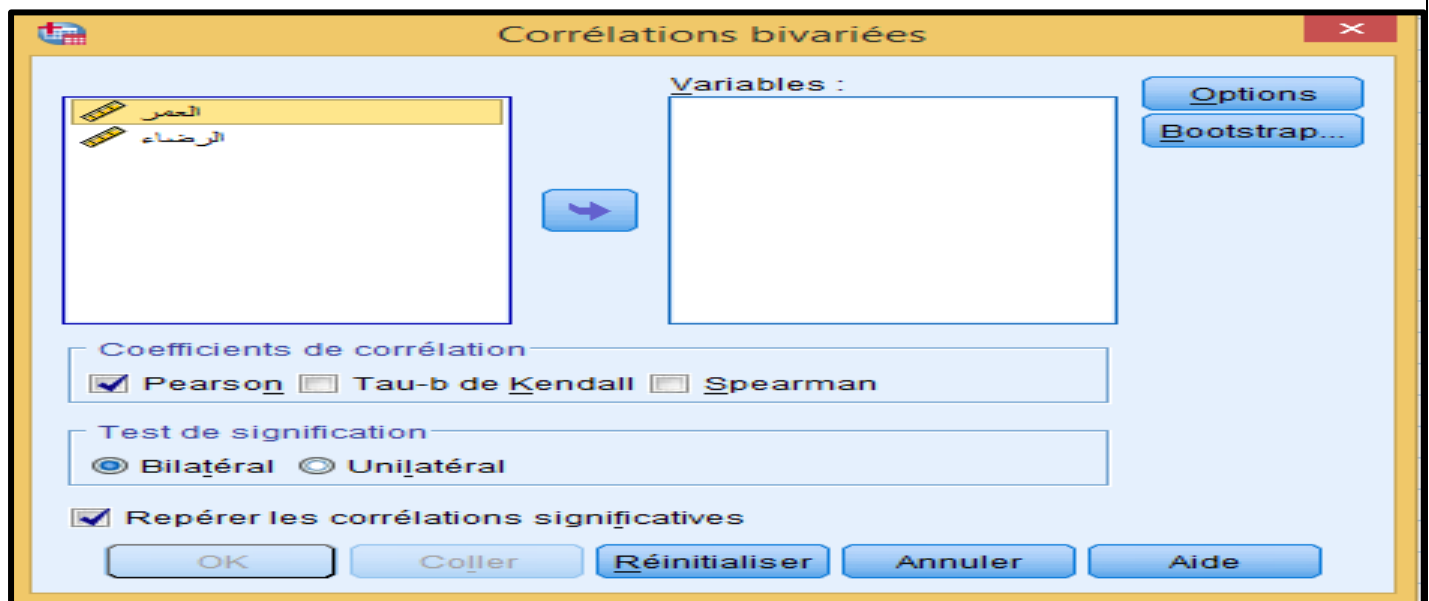 Corrélations bivariées
Variables :
العمر
الرضاء
Options
Bootstrap...
Coefficients de corrélation
Pearson Tau-b de Kendall Spearman
Test de signification
Bilatéral Unilatéral
Repérer les corrélations significatives
OK Coller Réinitialiser Annuler Aide